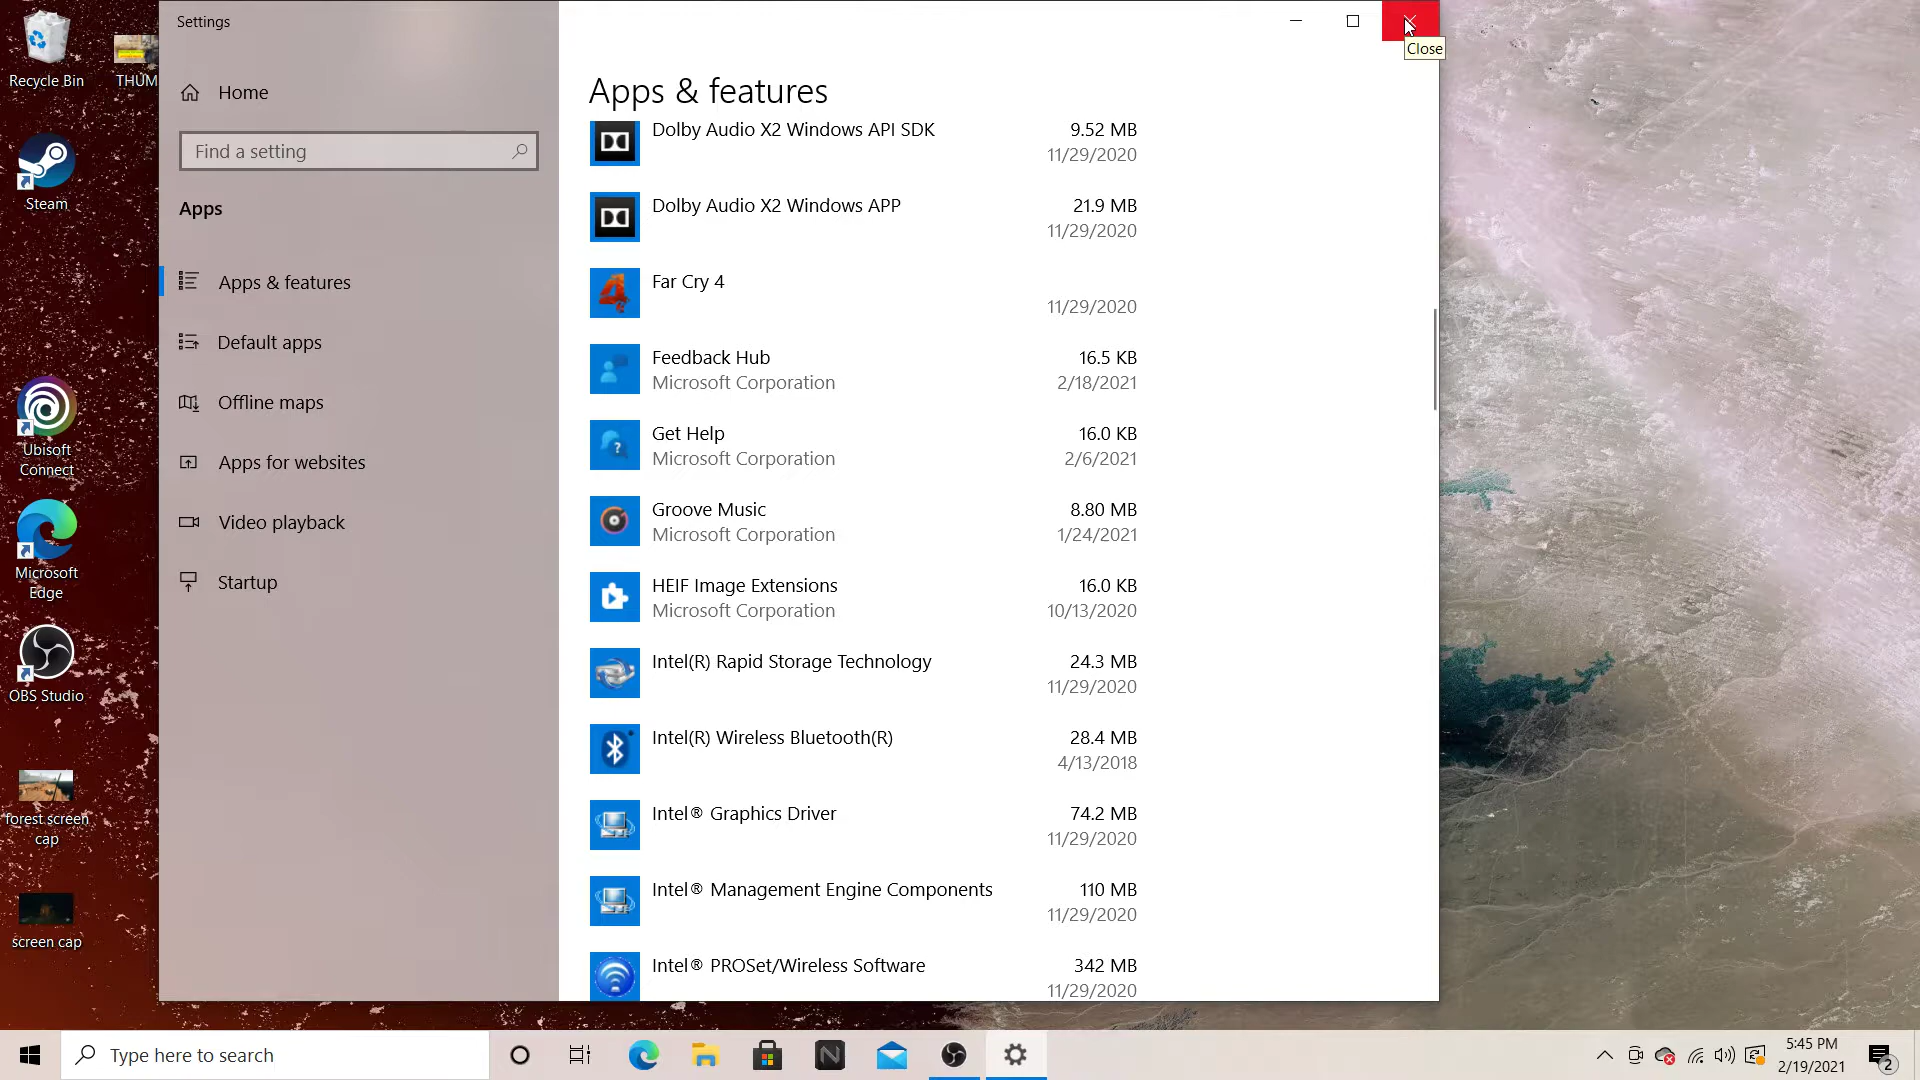 Recycle Bin
THUM
Steam
Ubisoft
Connect
Microsoft
Edge
OBS Studio
forest screen
cap
screen cap
Settings
Home
Find a setting
Apps
Apps & features
Default apps
Offline maps
Apps for websites
Video playback
Startup
Close
Apps & features
Dolby Audio X2 Windows API SDK 9.52 MB
11/29/2020
Dolby Audio X2 Windows APP 21.9 MB
11/29/2020
Far Cry 4
11/29/2020
Feedback Hub 16.5 KB
Microsoft Corporation 2/18/2021
Get Help 16.0 KB
Microsoft Corporation 2/6/2021
Groove Music 8.80 MB
Microsoft Corporation 1/24/2021
HEIF Image Extensions 16.0 KB
Microsoft Corporation 10/13/2020
Intel(R) Rapid Storage Technology 24.3 MB
11/29/2020
Intel(R) Wireless Bluetooth(R) 28.4 MB
4/13/2018
Intel® Graphics Driver 74.2 MB
11/29/2020
Intel® Management Engine Components 110 MB
11/29/2020
Intel® PROSet/Wireless Software 342 MB
11/29/2020
Type here to search
5:45 PM
2/19/2021
2